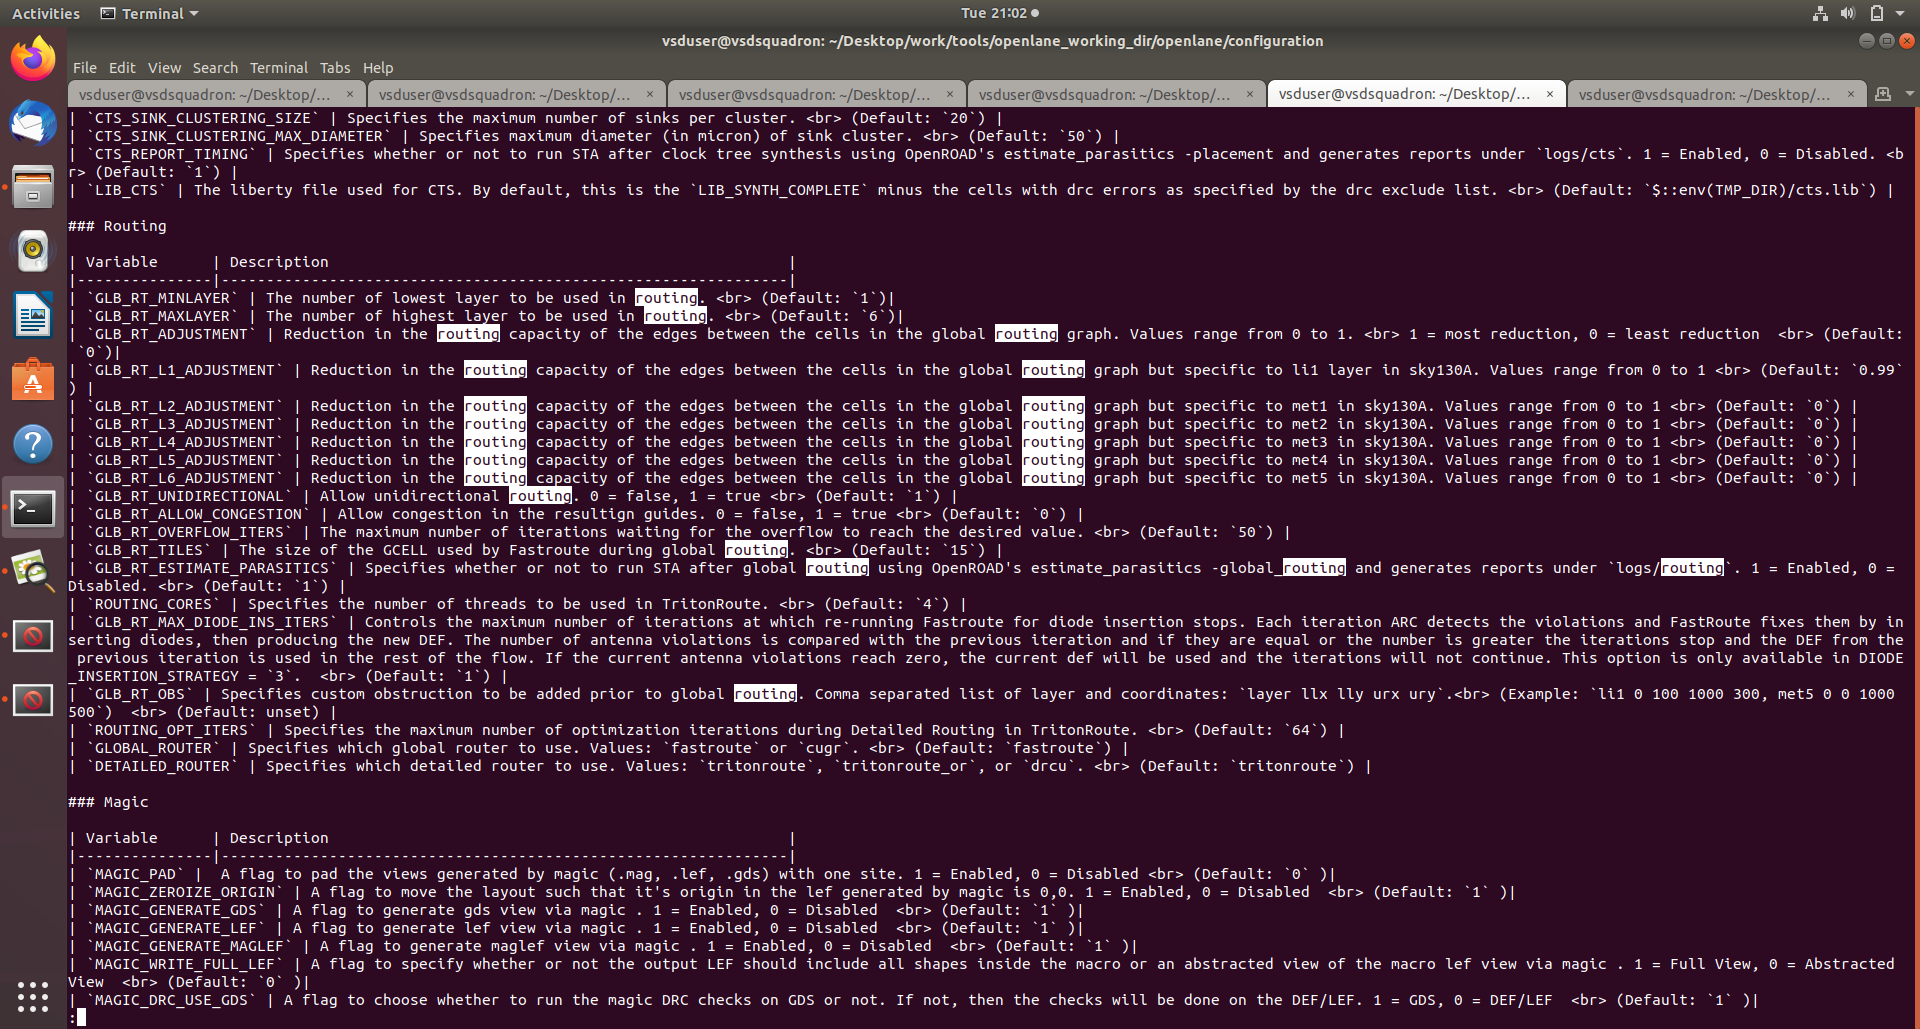 Activities Terminal Tue 21:02
vsduser@vsdsquadron: ~/Desktop/work/tools/openlane_working_dir/openlane/configuration
File Edit View Search Terminal Tabs Help
vsduser@vsdsquadron: ~/Desktop/... × vsduser@vsdsquadron: ~/Desktop/... × vsduser@vsdsquadron: ~/Desktop/... × vsduser@vsdsquadron: ~/Desktop/... × vsduser@vsdsquadron: ~/Desktop/... × vsduser@vsdsquadron: ~/Desktop/... ×
| `CTS_SINK_CLUSTERING_SIZE` | Specifies the maximum number of sinks per cluster. <br> (Default: `20`) |
| `CTS_SINK_CLUSTERING_MAX_DIAMETER` | Specifies maximum diameter (in micron) of sink cluster. <br> (Default: `50`) |
| `CTS_REPORT_TIMING` | Specifies whether or not to run STA after clock tree synthesis using OpenROAD's estimate_parasitics -placement and generates reports under `logs/cts`. 1 = Enabled, 0 = Disabled. <b
r> (Default: `1`) |
| `LIB_CTS` | The liberty file used for CTS. By default, this is the `LIB_SYNTH_COMPLETE` minus the cells with drc errors as specified by the drc exclude list. <br> (Default: `$::env(TMP_DIR)/cts.lib`) |
### Routing
| Variable      | Description                                                   |
|---------------|---------------------------------------------------------------|
| `GLB_RT_MINLAYER` | The number of lowest layer to be used in routing. <br> (Default: `1`)|
| `GLB_RT_MAXLAYER` | The number of highest layer to be used in routing. <br> (Default: `6`)|
| `GLB_RT_ADJUSTMENT` | Reduction in the routing capacity of the edges between the cells in the global routing graph. Values range from 0 to 1. <br> 1 = most reduction, 0 = least reduction  <br> (Default:
 `0`)|
| `GLB_RT_L1_ADJUSTMENT` | Reduction in the routing capacity of the edges between the cells in the global routing graph but specific to li1 layer in sky130A. Values range from 0 to 1 <br> (Default: `0.99`
) |
| `GLB_RT_L2_ADJUSTMENT` | Reduction in the routing capacity of the edges between the cells in the global routing graph but specific to met1 in sky130A. Values range from 0 to 1 <br> (Default: `0`) |
| `GLB_RT_L3_ADJUSTMENT` | Reduction in the routing capacity of the edges between the cells in the global routing graph but specific to met2 in sky130A. Values range from 0 to 1 <br> (Default: `0`) |
| `GLB_RT_L4_ADJUSTMENT` | Reduction in the routing capacity of the edges between the cells in the global routing graph but specific to met3 in sky130A. Values range from 0 to 1 <br> (Default: `0`) |
| `GLB_RT_L5_ADJUSTMENT` | Reduction in the routing capacity of the edges between the cells in the global routing graph but specific to met4 in sky130A. Values range from 0 to 1 <br> (Default: `0`) |
| `GLB_RT_L6_ADJUSTMENT` | Reduction in the routing capacity of the edges between the cells in the global routing graph but specific to met5 in sky130A. Values range from 0 to 1 <br> (Default: `0`) |
| `GLB_RT_UNIDIRECTIONAL` | Allow unidirectional routing. 0 = false, 1 = true <br> (Default: `1`) |
| `GLB_RT_ALLOW_CONGESTION` | Allow congestion in the resultign guides. 0 = false, 1 = true <br> (Default: `0`) |
| `GLB_RT_OVERFLOW_ITERS` | The maximum number of iterations waiting for the overflow to reach the desired value. <br> (Default: `50`) |
| `GLB_RT_TILES` | The size of the GCELL used by Fastroute during global routing. <br> (Default: `15`) |
| `GLB_RT_ESTIMATE_PARASITICS` | Specifies whether or not to run STA after global routing using OpenROAD's estimate_parasitics -global_routing and generates reports under `logs/routing`. 1 = Enabled, 0 =
Disabled. <br> (Default: `1`) |
| `ROUTING_CORES` | Specifies the number of threads to be used in TritonRoute. <br> (Default: `4`) |
| `GLB_RT_MAX_DIODE_INS_ITERS` | Controls the maximum number of iterations at which re-running Fastroute for diode insertion stops. Each iteration ARC detects the violations and FastRoute fixes them by in
serting diodes, then producing the new DEF. The number of antenna violations is compared with the previous iteration and if they are equal or the number is greater the iterations stop and the DEF from the
 previous iteration is used in the rest of the flow. If the current antenna violations reach zero, the current def will be used and the iterations will not continue. This option is only available in DIODE
_INSERTION_STRATEGY = `3`.  <br> (Default: `1`) |
| `GLB_RT_OBS` | Specifies custom obstruction to be added prior to global routing. Comma separated list of layer and coordinates: `layer llx lly urx ury`.<br> (Example: `li1 0 100 1000 300, met5 0 0 1000
500`)  <br> (Default: unset) |
| `ROUTING_OPT_ITERS` | Specifies the maximum number of optimization iterations during Detailed Routing in TritonRoute. <br> (Default: `64`) |
| `GLOBAL_ROUTER` | Specifies which global router to use. Values: `fastroute` or `cugr`. <br> (Default: `fastroute`) |
| `DETAILED_ROUTER` | Specifies which detailed router to use. Values: `tritonroute`, `tritonroute_or`, or `drcu`. <br> (Default: `tritonroute`) |
### Magic
| Variable      | Description                                                   |
|---------------|---------------------------------------------------------------|
| `MAGIC_PAD` |  A flag to pad the views generated by magic (.mag, .lef, .gds) with one site. 1 = Enabled, 0 = Disabled <br> (Default: `0` )|
| `MAGIC_ZEROIZE_ORIGIN` | A flag to move the layout such that it's origin in the lef generated by magic is 0,0. 1 = Enabled, 0 = Disabled  <br> (Default: `1` )|
| `MAGIC_GENERATE_GDS` | A flag to generate gds view via magic . 1 = Enabled, 0 = Disabled  <br> (Default: `1` )|
| `MAGIC_GENERATE_LEF` | A flag to generate lef view via magic . 1 = Enabled, 0 = Disabled  <br> (Default: `1` )|
| `MAGIC_GENERATE_MAGLEF` | A flag to generate maglef view via magic . 1 = Enabled, 0 = Disabled  <br> (Default: `1` )|
| `MAGIC_WRITE_FULL_LEF` | A flag to specify whether or not the output LEF should include all shapes inside the macro or an abstracted view of the macro lef view via magic . 1 = Full View, 0 = Abstracted
View  <br> (Default: `0` )|
| `MAGIC_DRC_USE_GDS` | A flag to choose whether to run the magic DRC checks on GDS or not. If not, then the checks will be done on the DEF/LEF. 1 = GDS, 0 = DEF/LEF  <br> (Default: `1` )|
: